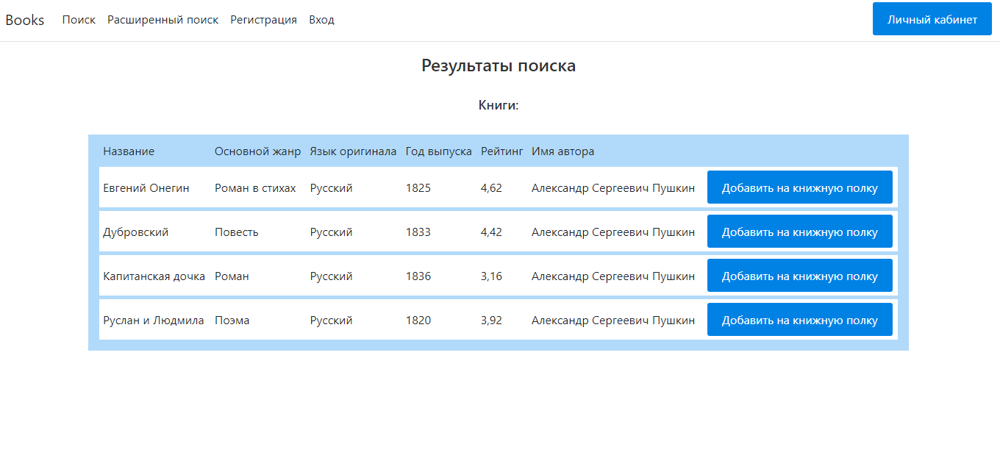 Books Поиск Расширенный поиск Регистрация Вход Личный кабинет
Результаты поиска
Книги:
Название Основной жанр Язык оригинала Год выпуска Рейтинг Имя автора
Евгений Онегин Роман в стихах Русский 1825 4,62 Александр Сергеевич Пушкин Добавить на книжную полку
Дубровский Повесть Русский 1833 4,42 Александр Сергеевич Пушкин Добавить на книжную полку
Капитанская дочка Роман Русский 1836 3,16 Александр Сергеевич Пушкин Добавить на книжную полку
Руслан и Людмила Поэма Русский 1820 3,92 Александр Сергеевич Пушкин Добавить на книжную полку